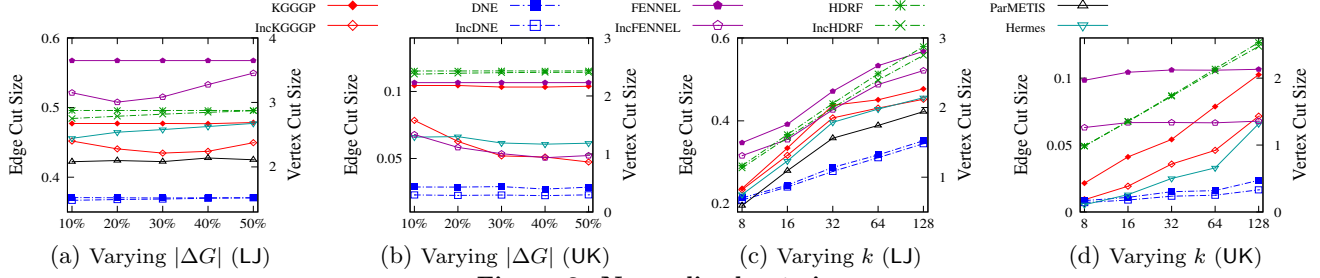 KGGGP DNE FENNEL HDRF ParMETIS
IncKGGGP IncDNE IncFENNEL IncHDRF Hermes
0.6 4 0.6 3
0.1 2 0.1 2
0.5 3
0.4 2 0.05 1 0.4 2 0.05 1
0.2 1
0 0 0
Edge Cut Size Vertex Cut Size Edge Cut Size Vertex Cut Size Edge Cut Size Vertex Cut Size Edge Cut Size Vertex Cut Size
10% 20% 30% 40% 50% 10% 20% 30% 40% 50% 8 16 32 64 128 8 16 32 64 128
(a) Varying |ΔG| (LJ) (b) Varying |ΔG| (UK) (c) Varying k (LJ) (d) Varying k (UK)